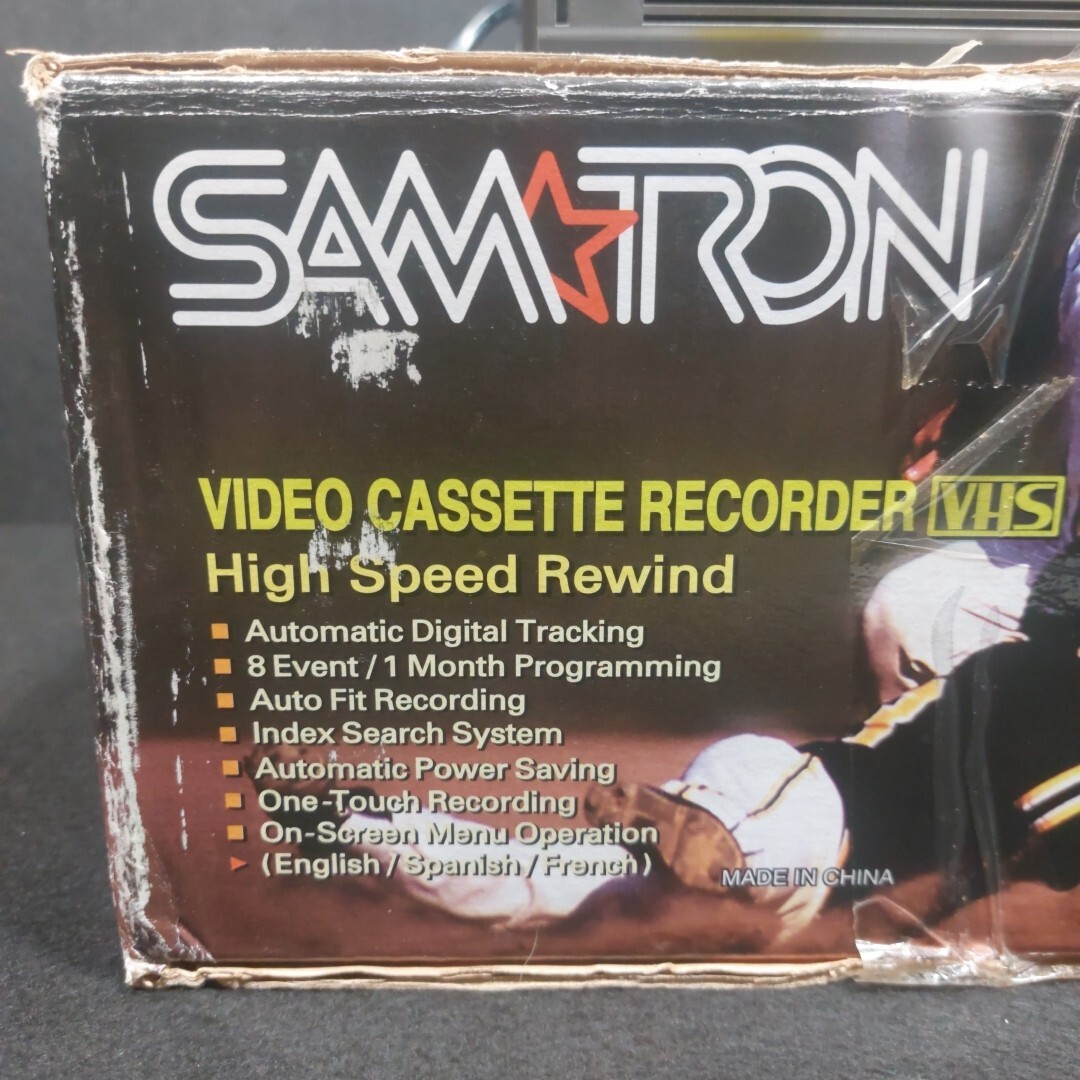 SAMTRON
VIDEO CASSETTE RECORDER VHS
High Speed Rewind
Automatic Digital Tracking
8 Event / 1 Month Programming
Auto Fit Recording
Index Search System
Automatic Power Saving
One-Touch Recording
On-Screen Menu Operation
(English / Spanish / French)
MADE IN CHINA